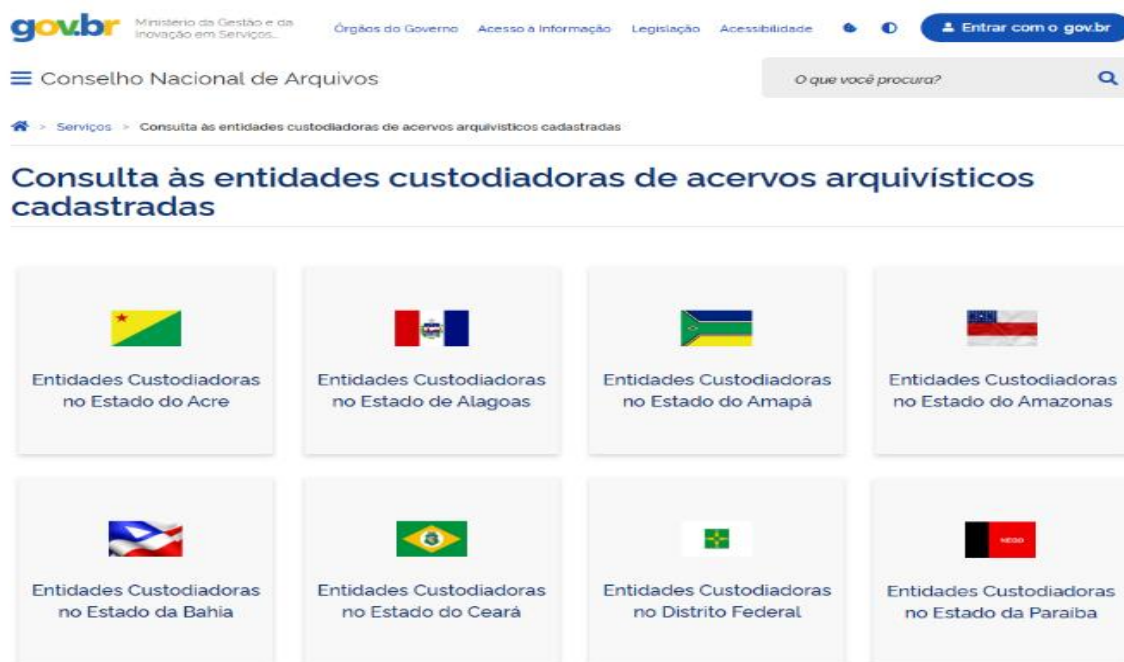 gov.br
Ministério da Gestão e da
Inovação em Serviços...
Órgãos do Governo Acesso à Informação Legislação Acessibilidade
Entrar com o gov.br
Conselho Nacional de Arquivos
O que você procura?
> Serviços > Consulta às entidades custodiadoras de acervos arquivísticos cadastradas
Consulta às entidades custodiadoras de acervos arquivísticos
cadastradas
Entidades Custodiadoras
no Estado do Acre
Entidades Custodiadoras
no Estado de Alagoas
Entidades Custodiadoras
no Estado do Amapá
Entidades Custodiadoras
no Estado do Amazonas
Entidades Custodiadoras
no Estado da Bahia
Entidades Custodiadoras
no Estado do Ceará
Entidades Custodiadoras
no Distrito Federal
NEGO
Entidades Custodiadoras
no Estado da Paraíba